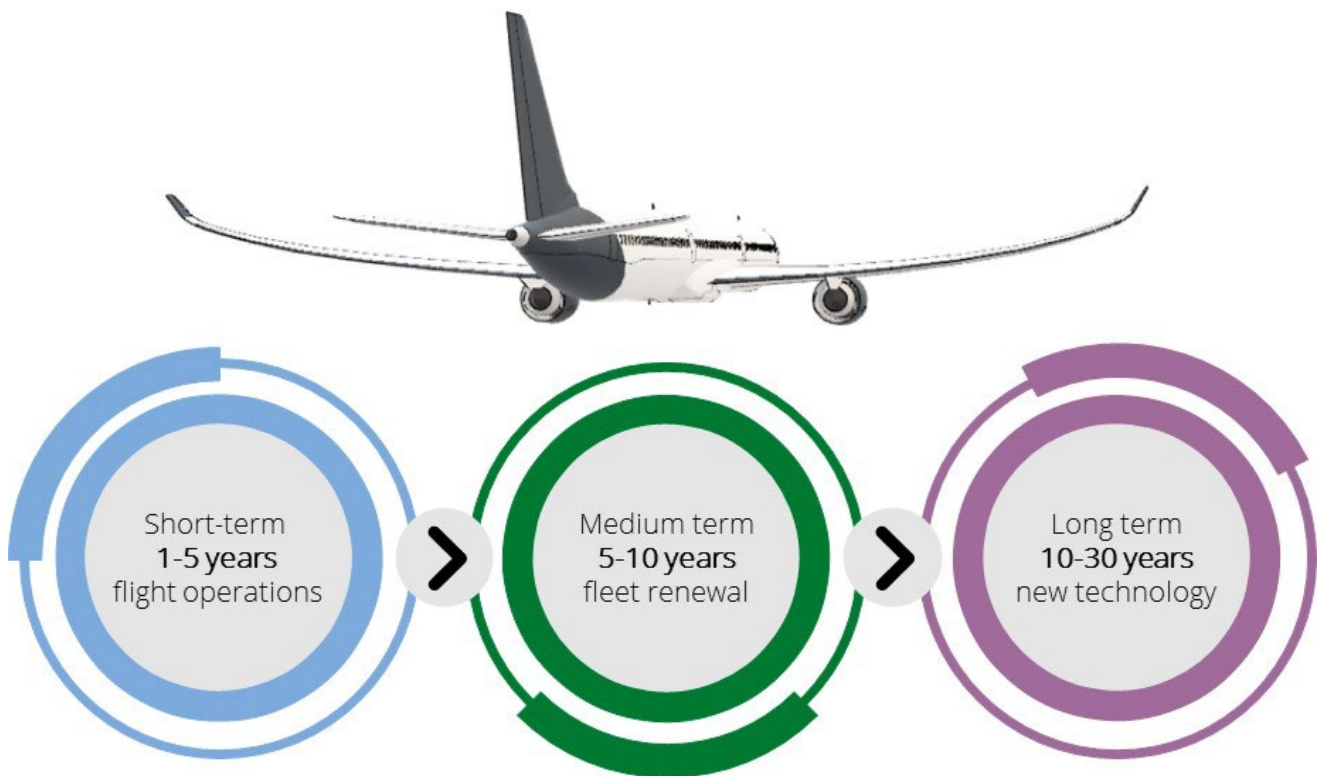 Short-term
1-5 years
flight operations
Medium term
5-10 years
fleet renewal
Long term
10-30 years
new technology